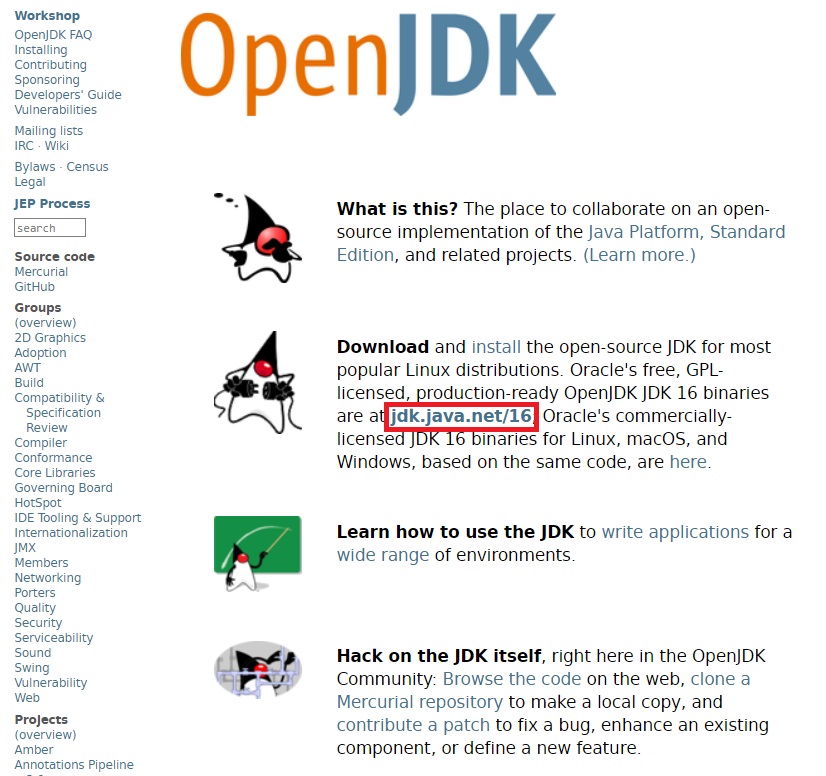 Workshop
OpenJDK FAQ
Installing
Contributing
Sponsoring
Developers' Guide
Vulnerabilities
Mailing lists
IRC · Wiki
Bylaws · Census
Legal
JEP Process
search
Source code
Mercurial
GitHub
Groups
(overview)
2D Graphics
Adoption
AWT
Build
Compatibility &
Specification
Review
Compiler
Conformance
Core Libraries
Governing Board
HotSpot
IDE Tooling & Support
Internationalization
JMX
Members
Networking
Porters
Quality
Security
Serviceability
Sound
Swing
Vulnerability
Web
Projects
(overview)
Amber
Annotations Pipeline
OpenJDK
What is this? The place to collaborate on an open-
source implementation of the Java Platform, Standard
Edition, and related projects. (Learn more.)
Download and install the open-source JDK for most
popular Linux distributions. Oracle's free, GPL-
licensed, production-ready OpenJDK JDK 16 binaries
are at jdk.java.net/16; Oracle's commercially-
licensed JDK 16 binaries for Linux, macOS, and
Windows, based on the same code, are here.
Learn how to use the JDK to write applications for a
wide range of environments.
Hack on the JDK itself, right here in the OpenJDK
Community: Browse the code on the web, clone a
Mercurial repository to make a local copy, and
contribute a patch to fix a bug, enhance an existing
component, or define a new feature.